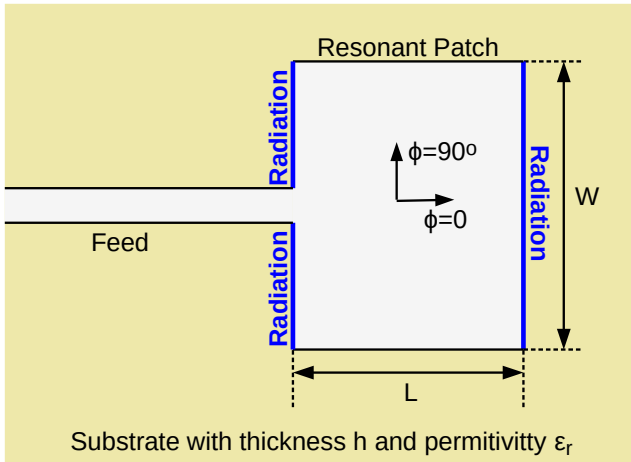 Resonant Patch
Radiation
Radiation
ϕ=90º
ϕ=0
W
Feed
Radiation
L
Substrate with thickness h and permitivitty εr